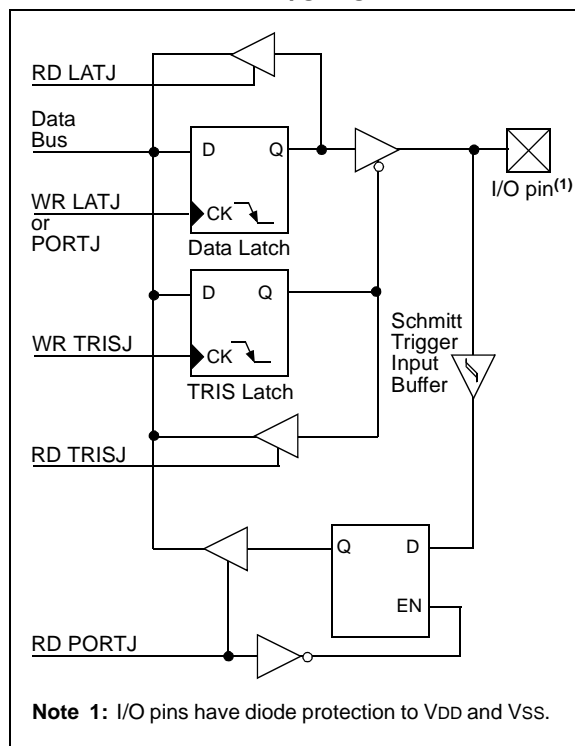 RD LATJ
Data
Bus
D
Q
I/O pin(1)
WR LATJ
or
PORTJ
CK
Data Latch
D
Q
WR TRISJ
CK
TRIS Latch
Schmitt
Trigger
Input
Buffer
RD TRISJ
Q
D
EN
RD PORTJ
Note 1: I/O pins have diode protection to VDD and VSS.